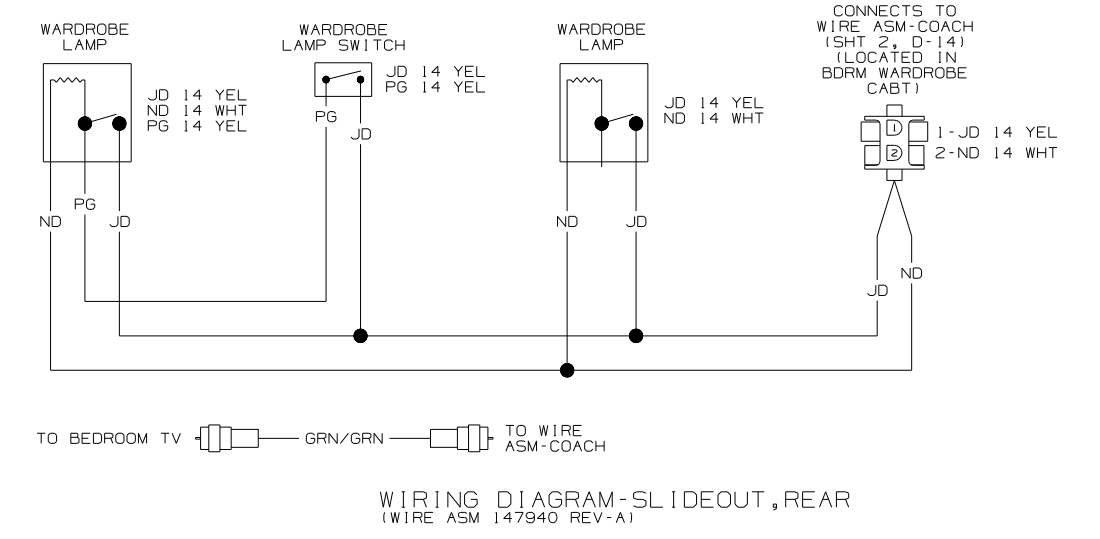 WARDROBE
LAMP
JD 14 YEL
ND 14 WHT
PG 14 YEL
ND
PG
JD
WARDROBE
LAMP SWITCH
JD 14 YEL
PG 14 YEL
PG
JD
WARDROBE
LAMP
JD 14 YEL
ND 14 WHT
ND
JD
CONNECTS TO
WIRE ASM-COACH
(SHT 2, D-14)
(LOCATED IN
BDRM WARDROBE
CABT)
1
2
1-JD 14 YEL
2-ND 14 WHT
JD
ND
TO BEDROOM TV
GRN/GRN
TO WIRE
ASM-COACH
WIRING DIAGRAM-SLIDEOUT,REAR
(WIRE ASM 147940 REV-A)